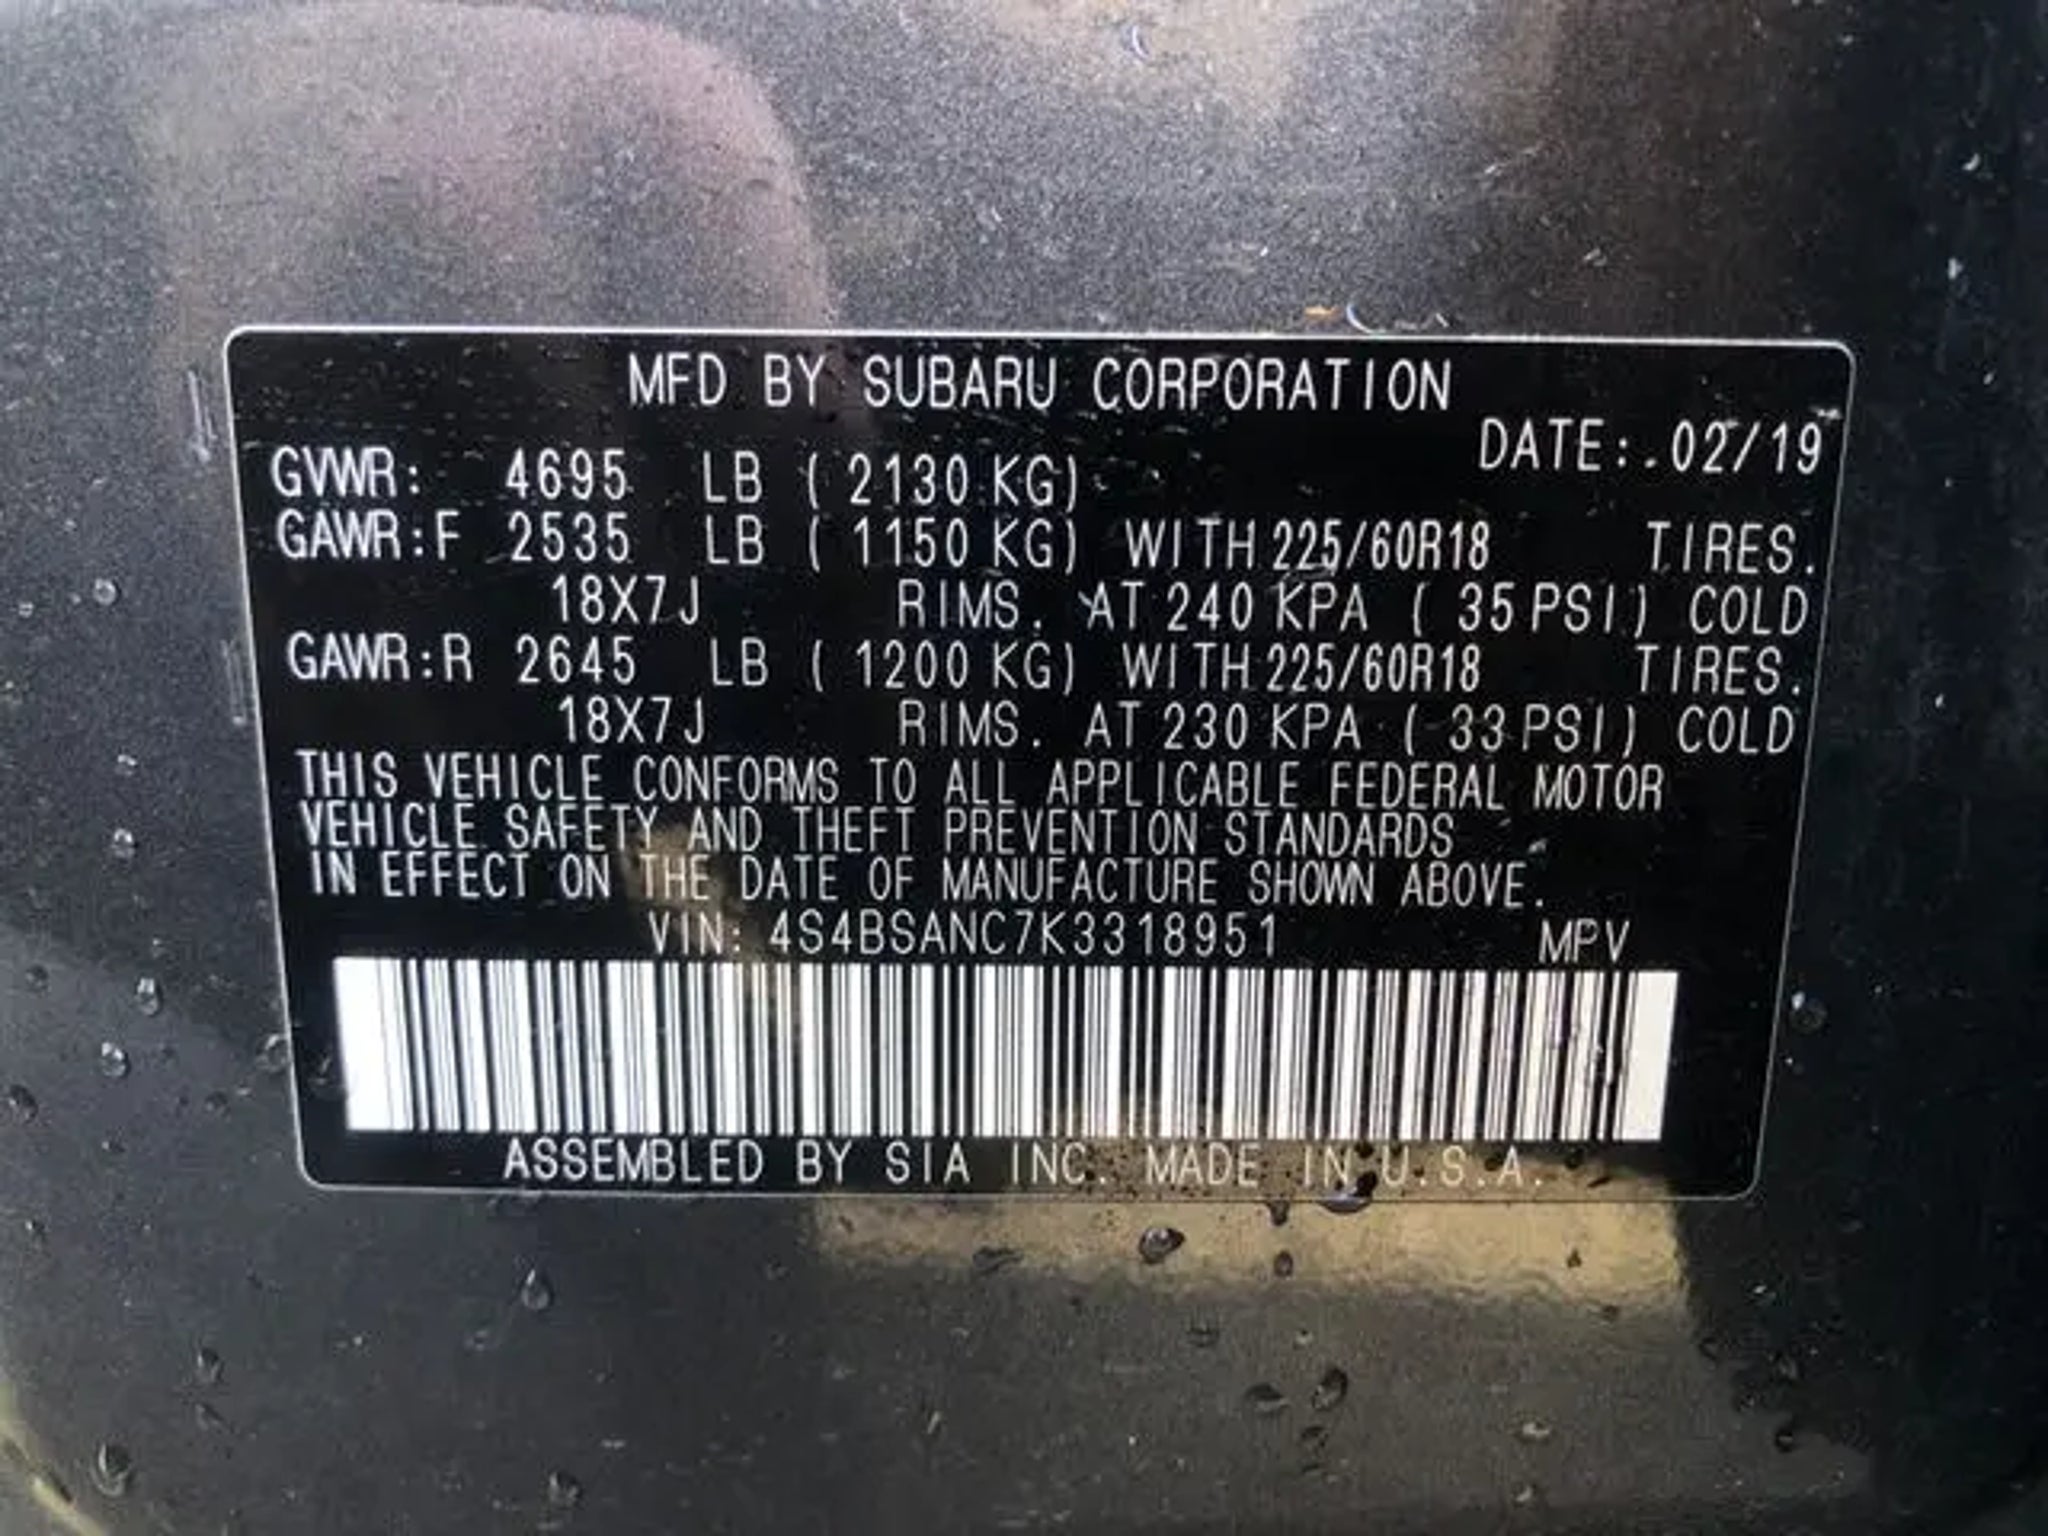 MFD BY SUBARU CORPORATION
DATE: 02/19
GVWR: 4695 LB ( 2130 KG)
GAWR:F 2535 LB ( 1150 KG) WITH 225/60R18 TIRES.
18X7J RIMS. AT 240 KPA ( 35 PSI) COLD
GAWR:R 2645 LB ( 1200 KG) WITH 225/60R18 TIRES.
18X7J RIMS. AT 230 KPA ( 33 PSI) COLD
THIS VEHICLE CONFORMS TO ALL APPLICABLE FEDERAL MOTOR
VEHICLE SAFETY AND THEFT PREVENTION STANDARDS
IN EFFECT ON THE DATE OF MANUFACTURE SHOWN ABOVE.
VIN: 4S4BSANC7K3318951 MPV
ASSEMBLED BY SIA INC. MADE IN U.S.A.